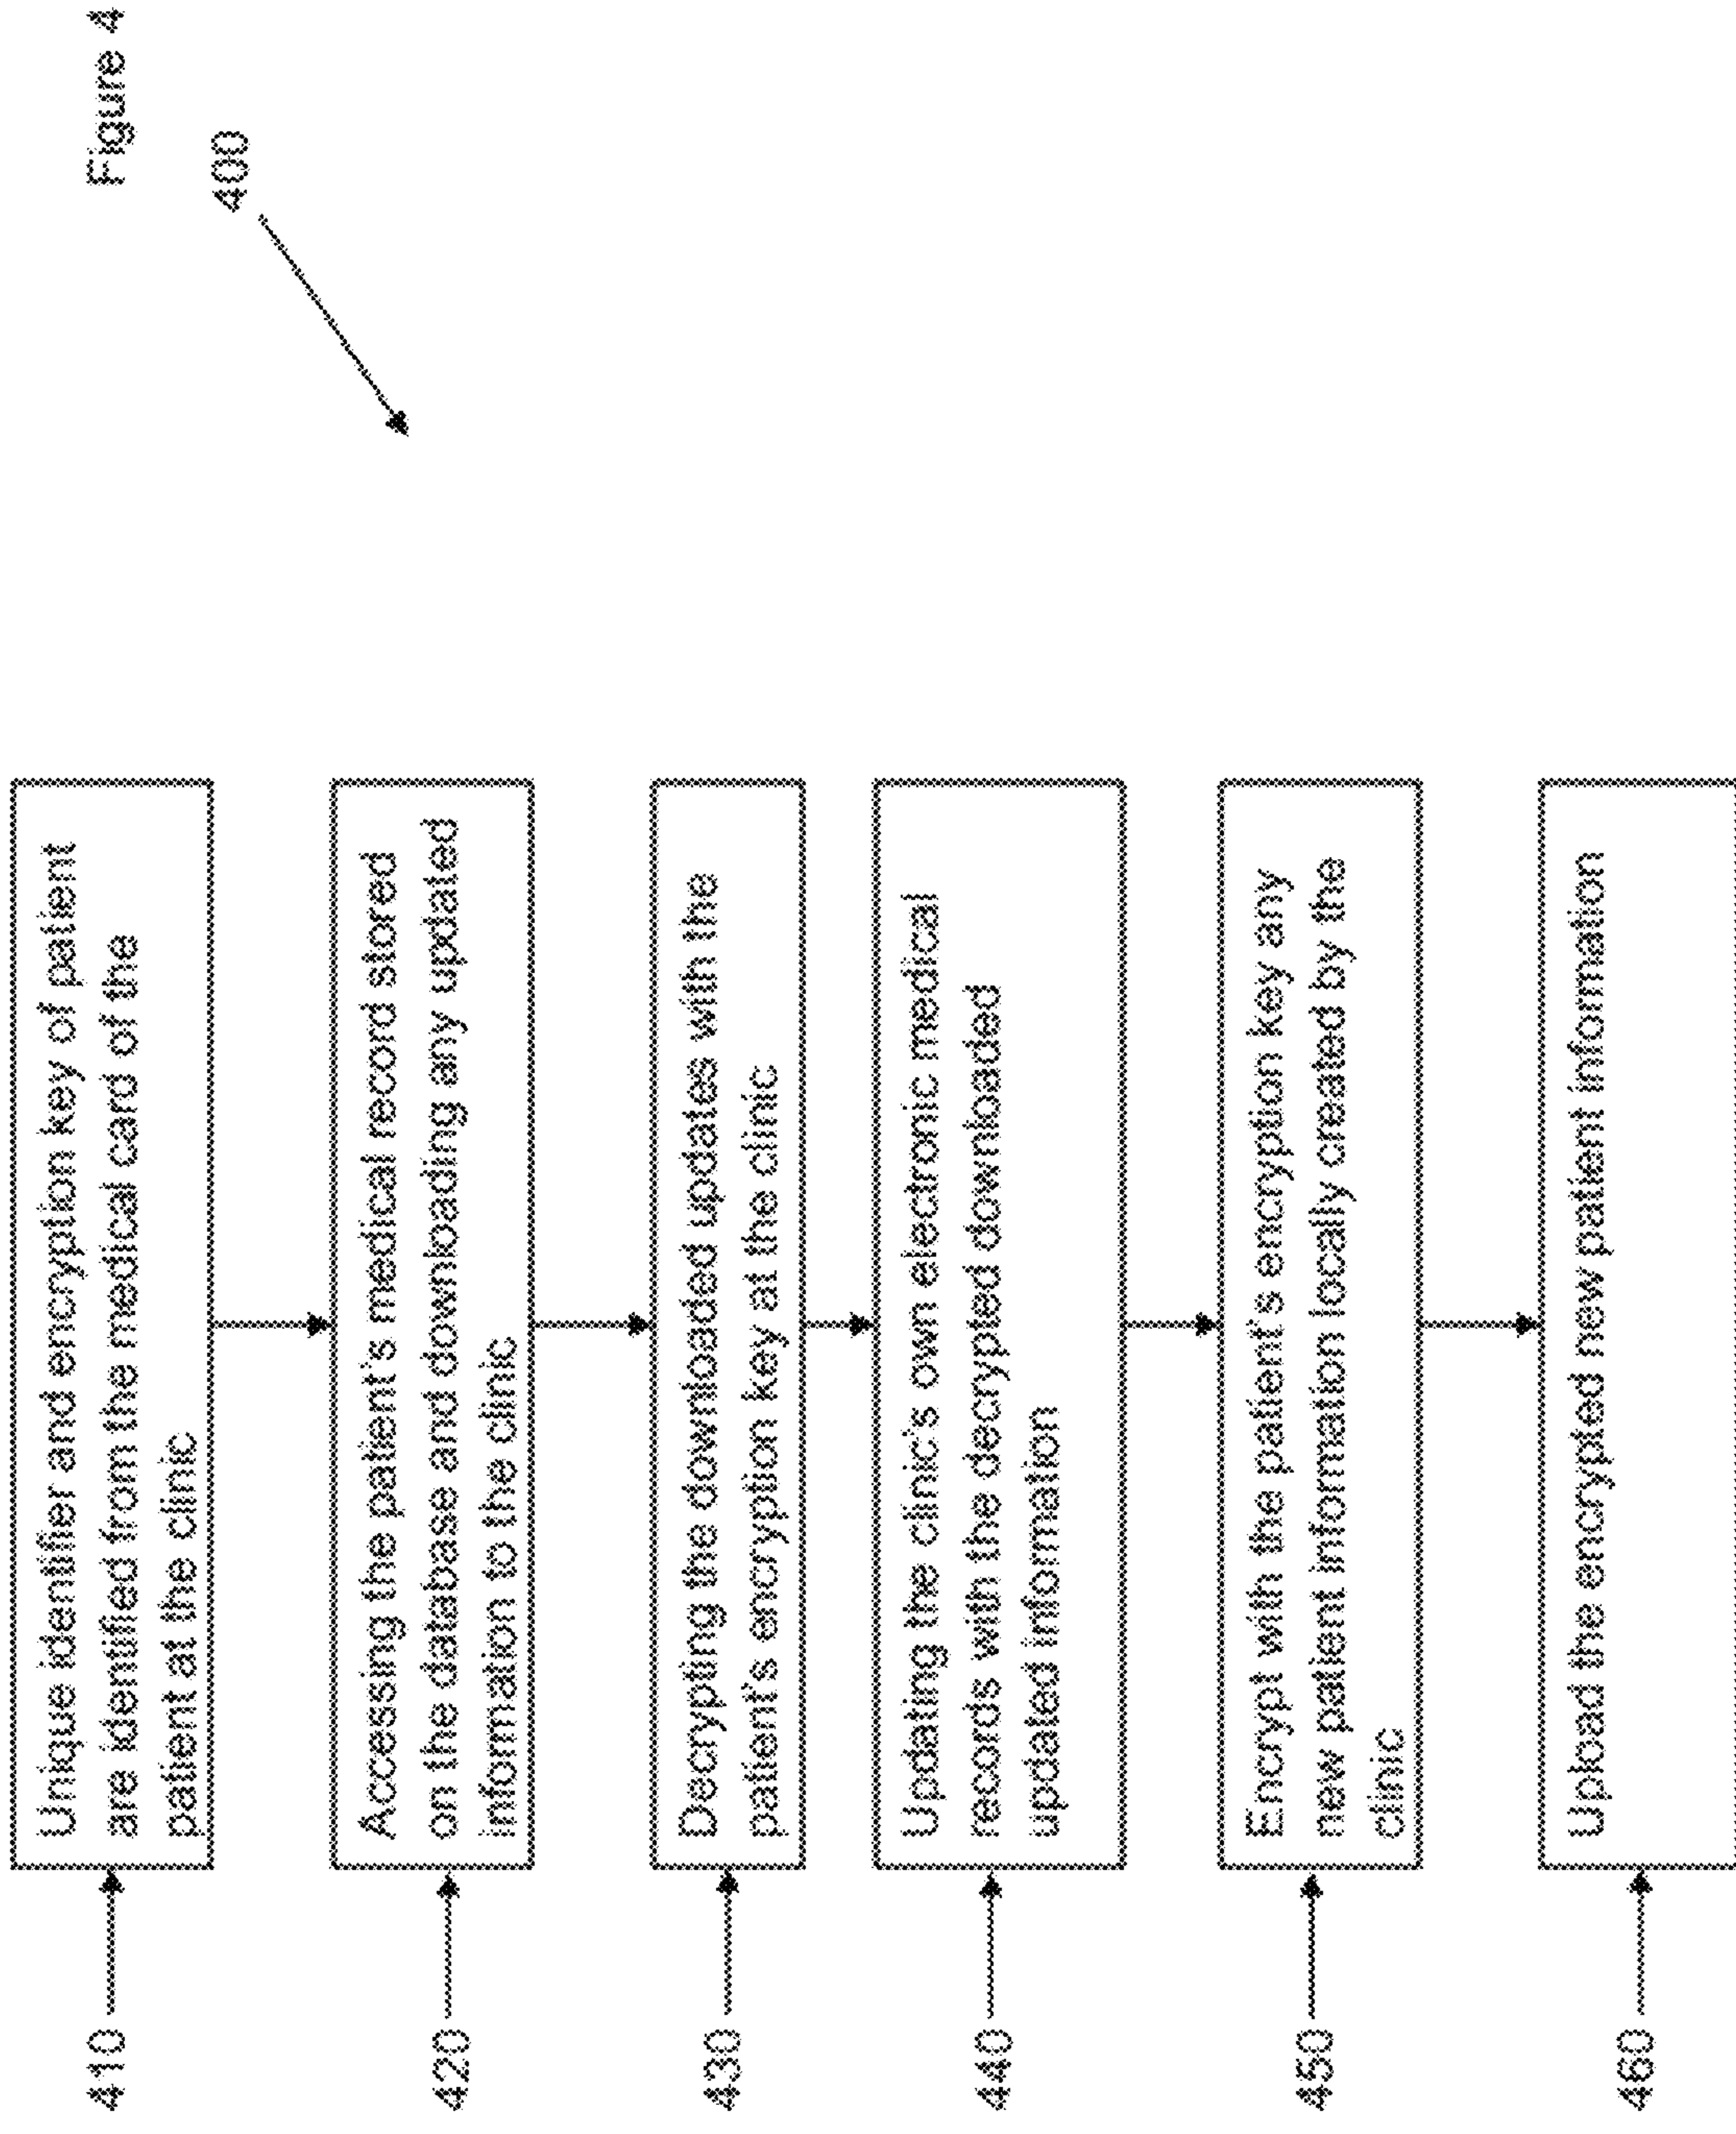 Figure 4
400
410
Unique identifier and encryption key of patient
are identified from the medical card of the
patient at the clinic
420
Accessing the patient's medical record stored
on the database and downloading any updated
information to the clinic
430
Decrypting the downloaded updates with the
patient's encryption key at the clinic
440
Updating the clinic's own electronic medical
records with the decrypted downloaded
updated information
450
Encrypt with the patient's encryption key any
new patient information locally created by the
clinic
460
Upload the encrypted new patient information